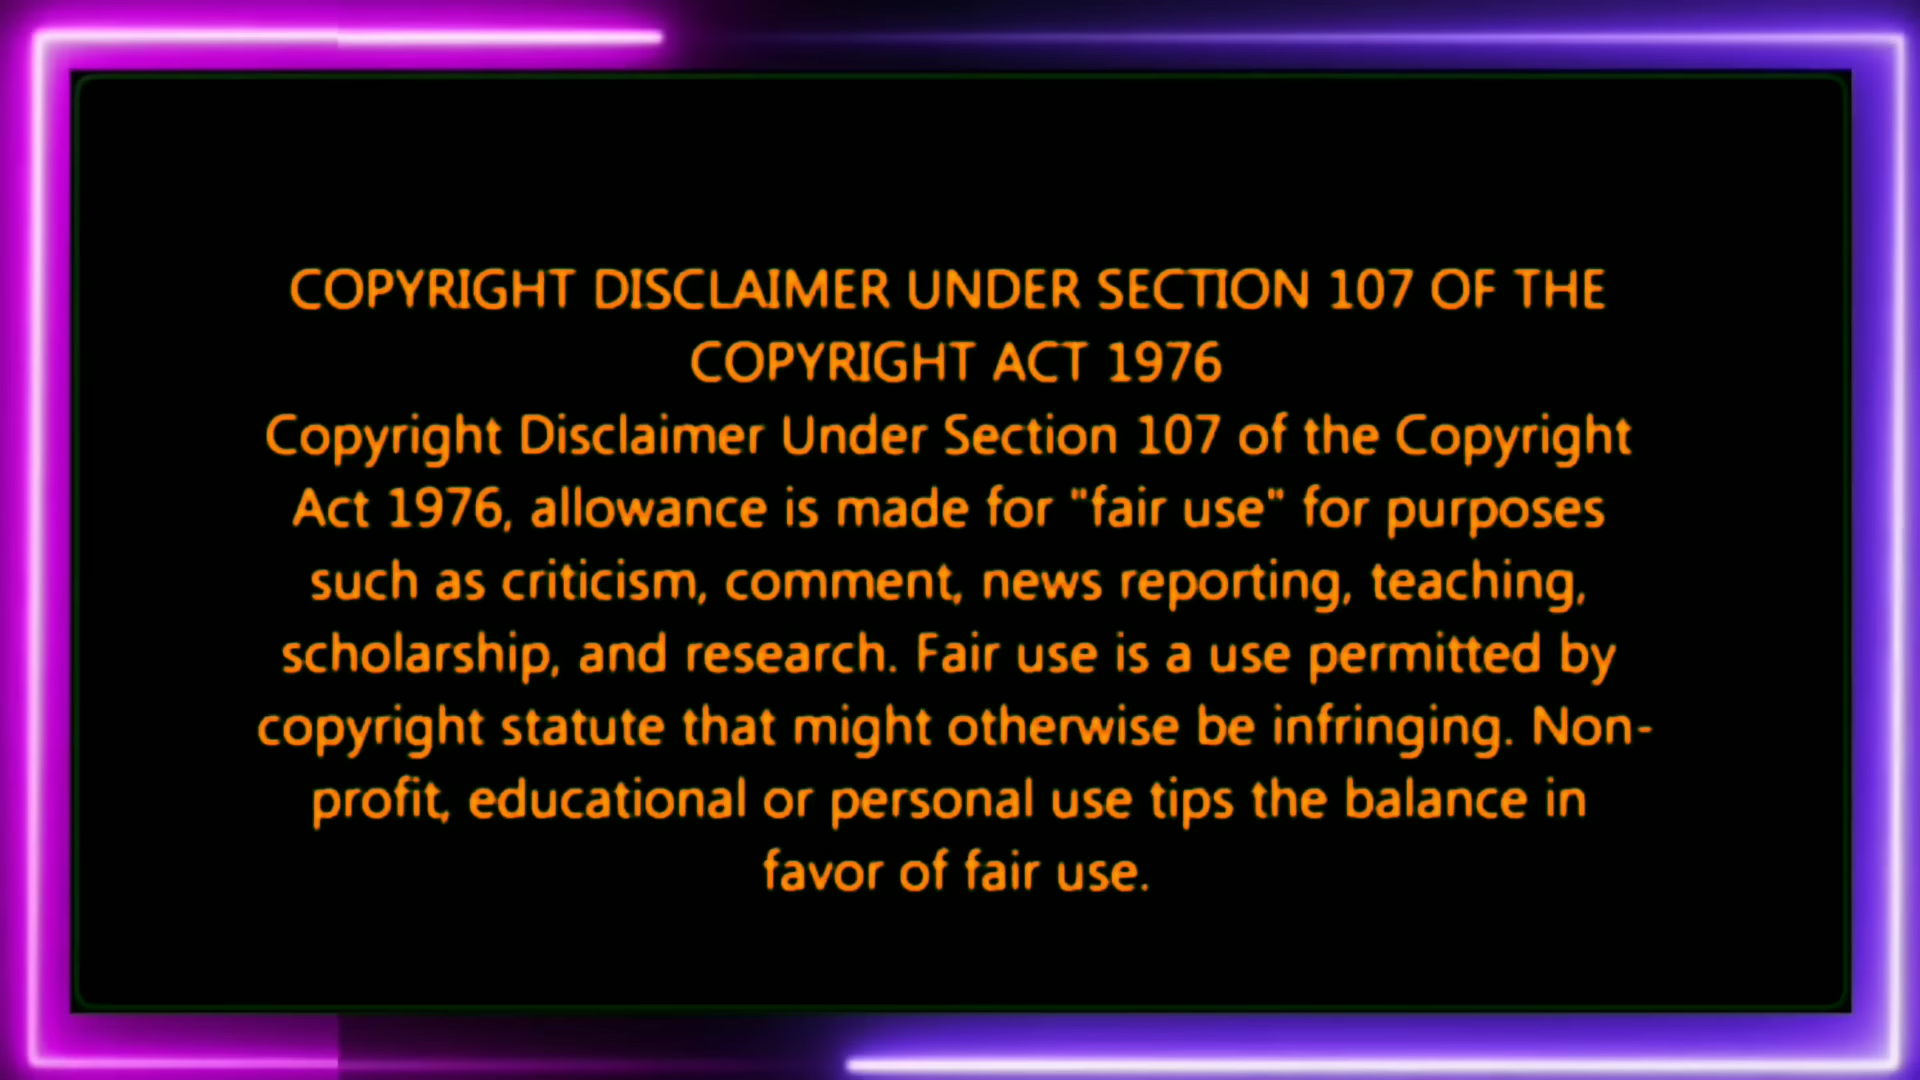 COPYRIGHT DISCLAIMER UNDER SECTION 107 OF THE
COPYRIGHT ACT 1976
Copyright Disclaimer Under Section 107 of the Copyright
Act 1976, allowance is made for "fair use" for purposes
such as criticism, comment, news reporting, teaching,
scholarship, and research. Fair use is a use permitted by
copyright statute that might otherwise be infringing. Non-
profit, educational or personal use tips the balance in
favor of fair use.